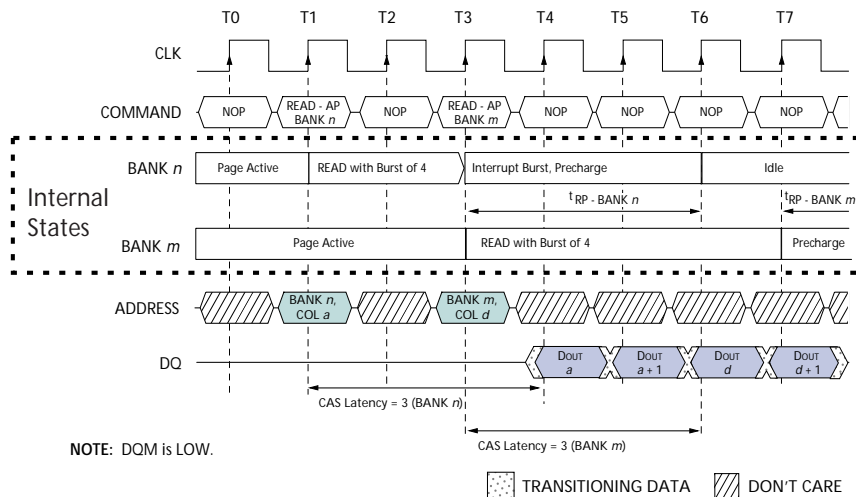 T0 T1 T2 T3 T4 T5 T6 T7
CLK
COMMAND NOP READ - AP NOP READ - AP NOP NOP NOP NOP
BANK n BANK m
BANK n Page Active READ with Burst of 4 Interrupt Burst, Precharge Idle
Internal
States
tRP - BANK n tRP - BANK m
BANK m Page Active READ with Burst of 4 Precharge
ADDRESS BANK n, BANK m,
COL a COL d
DQ DOUT DOUT DOUT DOUT
a a + 1 d d + 1
CAS Latency = 3 (BANK n)
CAS Latency = 3 (BANK m)
NOTE: DQM is LOW.
TRANSITIONING DATA DON'T CARE